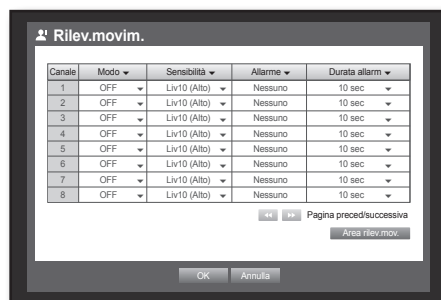 Rilev.movim.
Canale Modo Sensibilità Allarme Durata allarm
1 OFF Liv10 (Alto) Nessuno 10 sec
2 OFF Liv10 (Alto) Nessuno 10 sec
3 OFF Liv10 (Alto) Nessuno 10 sec
4 OFF Liv10 (Alto) Nessuno 10 sec
5 OFF Liv10 (Alto) Nessuno 10 sec
6 OFF Liv10 (Alto) Nessuno 10 sec
7 OFF Liv10 (Alto) Nessuno 10 sec
8 OFF Liv10 (Alto) Nessuno 10 sec
Pagina preced/successiva
Area rilev.mov.
OK Annulla